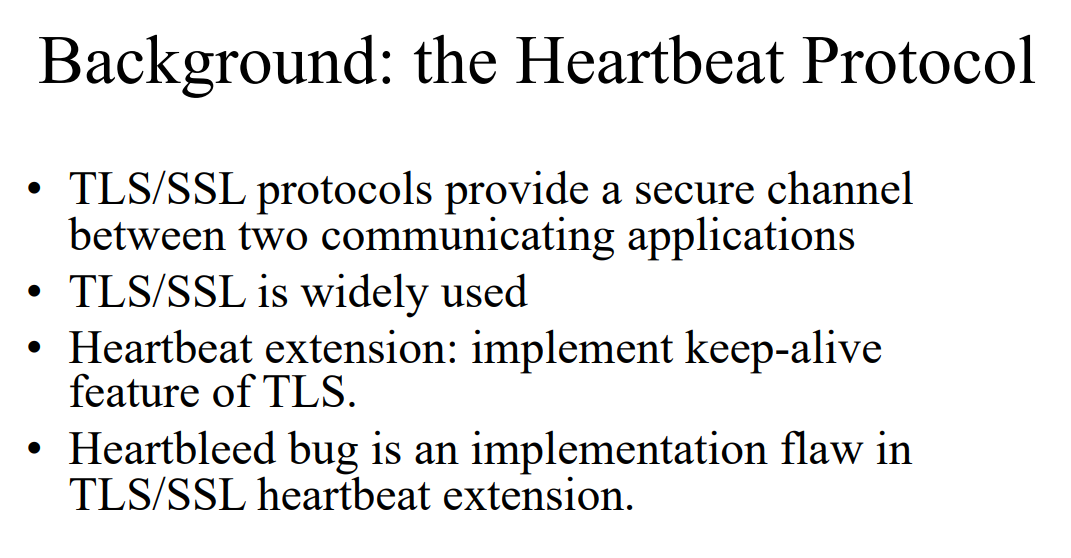 Background: the Heartbeat Protocol
• TLS/SSL protocols provide a secure channel
between two communicating applications
• TLS/SSL is widely used
• Heartbeat extension: implement keep-alive
feature of TLS.
• Heartbleed bug is an implementation flaw in
TLS/SSL heartbeat extension.